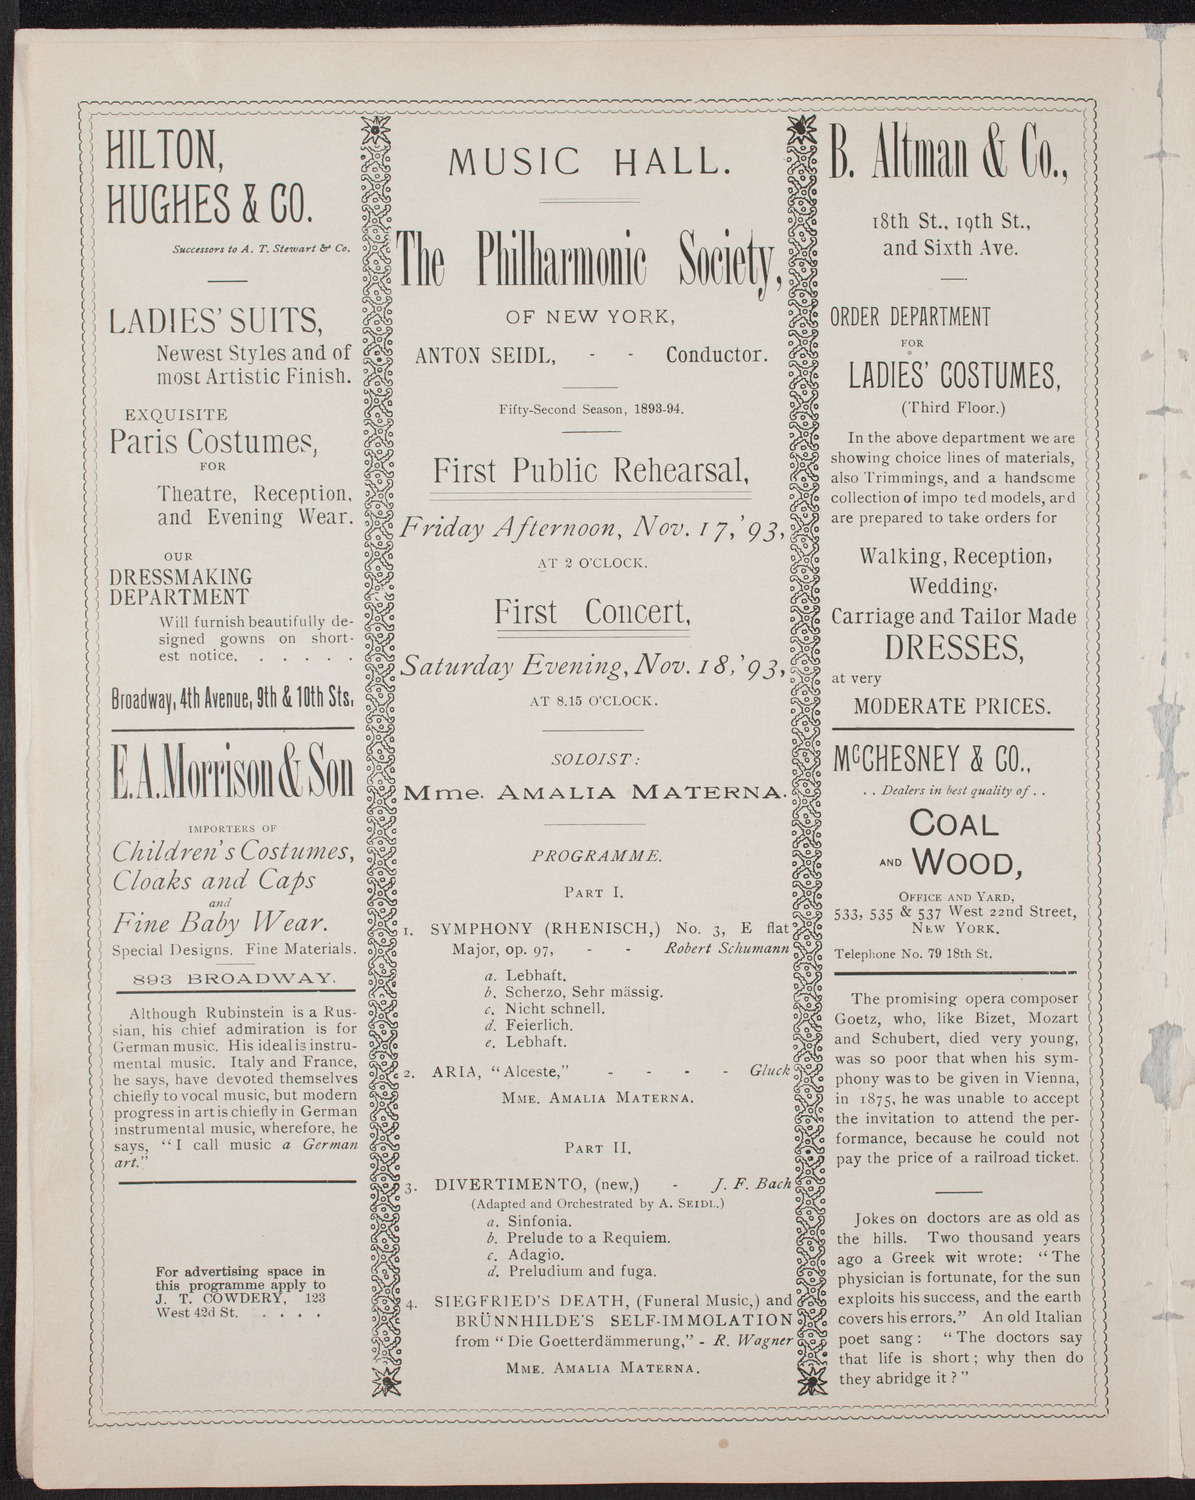 HILTON,
HUGHES & CO.
Successors to A. T. Stewart & Co.
LADIES' SUITS,
Newest Styles and of
most Artistic Finish.
EXQUISITE
Paris Costumes,
FOR
Theatre, Reception,
and Evening Wear.
OUR
DRESSMAKING
DEPARTMENT
Will furnish beautifully de-
signed gowns on short-
est notice. . . . . .
Broadway, 4th Avenue, 9th & 10th Sts.
E.A.Morrison & Son
IMPORTERS OF
Children's Costumes,
Cloaks and Caps
and
Fine Baby Wear.
Special Designs. Fine Materials.
893 BROADWAY.
Although Rubinstein is a Rus-
sian, his chief admiration is for
German music. His ideal is instru-
mental music. Italy and France,
he says, have devoted themselves
chiefly to vocal music, but modern
progress in art is chiefly in German
instrumental music, wherefore, he
says, "I call music a German
art."
For advertising space in
this programme apply to
J. T. COWDERY, 123
West 42d St. . . . .
MUSIC HALL.
The Philharmonic Society,
OF NEW YORK,
ANTON SEIDL, - - Conductor.
Fifty-Second Season, 1893-94.
First Public Rehearsal,
Friday Afternoon, Nov. 17,'93,
AT 2 O'CLOCK.
First Concert,
Saturday Evening, Nov. 18,'93,
AT 8.15 O'CLOCK.
SOLOIST:
Mme. AMALIA MATERNA.
PROGRAMME.
PART I.
1. SYMPHONY (RHENISCH,) No. 3, E flat
Major, op. 97, - - Robert Schumann
a. Lebhaft.
b. Scherzo, Sehr mässig.
c. Nicht schnell.
d. Feierlich.
e. Lebhaft.
2. ARIA, "Alceste," - - - - Gluck
MME. AMALIA MATERNA.
PART II.
3. DIVERTIMENTO, (new,) - J. F. Bach
(Adapted and Orchestrated by A. SEIDL.)
a. Sinfonia.
b. Prelude to a Requiem.
c. Adagio.
d. Preludium and fuga.
4. SIEGFRIED'S DEATH, (Funeral Music,) and
BRÜNNHILDE'S SELF-IMMOLATION
from "Die Goetterdämmerung," - R. Wagner
MME. AMALIA MATERNA.
B. Altman & Co.,
18th St., 19th St.,
and Sixth Ave.
ORDER DEPARTMENT
FOR
LADIES' COSTUMES,
(Third Floor.)
In the above department we are
showing choice lines of materials,
also Trimmings, and a handsome
collection of impo ted models, and
are prepared to take orders for
Walking, Reception,
Wedding,
Carriage and Tailor Made
DRESSES,
at very
MODERATE PRICES.
McCHESNEY & CO.,
. . Dealers in best quality of . .
COAL
AND WOOD,
OFFICE AND YARD,
533, 535 & 537 West 22nd Street,
NEW YORK.
Telephone No. 79 18th St.
The promising opera composer
Goetz, who, like Bizet, Mozart
and Schubert, died very young,
was so poor that when his sym-
phony was to be given in Vienna,
in 1875, he was unable to accept
the invitation to attend the per-
formance, because he could not
pay the price of a railroad ticket.
Jokes on doctors are as old as
the hills. Two thousand years
ago a Greek wit wrote: "The
physician is fortunate, for the sun
exploits his success, and the earth
covers his errors." An old Italian
poet sang: "The doctors say
that life is short; why then do
they abridge it?"